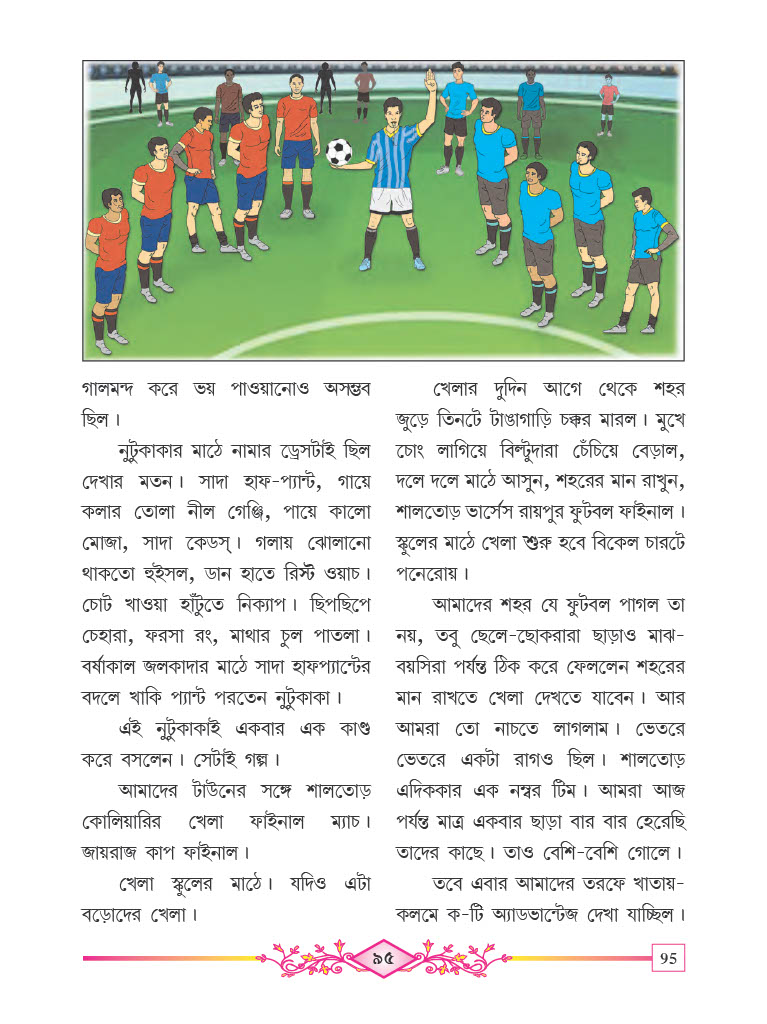 গালমন্দ করে ভয় পাওয়ানোও অসম্ভব
ছিল।
নুটুকাকার মাঠে নামার ড্রেসটাই ছিল
দেখার মতন। সাদা হাফ-প্যান্ট, গায়ে
কলার তোলা নীল গেঞ্জি, পায়ে কালো
মোজা, সাদা কেডস্। গলায় ঝোলানো
থাকতো হুইসল, ডান হাতে রিস্ট ওয়াচ।
চোট খাওয়া হাঁটুতে নিক্যাপ। ছিপছিপে
চেহারা, ফরসা রং, মাথার চুল পাতলা।
বর্ষাকাল জলকাদার মাঠে সাদা হাফপ্যান্টের
বদলে খাকি প্যান্ট পরতেন নুটুকাকা।
এই নুটুকাকাই একবার এক কাণ্ড
করে বসলেন। সেটাই গল্প।
আমাদের টাউনের সঙ্গে শালতোড়
কোলিয়ারির খেলা ফাইনাল ম্যাচ।
জায়রাজ কাপ ফাইনাল।
খেলা স্কুলের মাঠে। যদিও এটা
বড়োদের খেলা।
খেলার দুদিন আগে থেকে শহর
জুড়ে তিনটে টাঙাগাড়ি চক্কর মারল। মুখে
চোং লাগিয়ে বিল্টুদারা চেঁচিয়ে বেড়াল,
দলে দলে মাঠে আসুন, শহরের মান রাখুন,
শালতোড় ভার্সেস রায়পুর ফুটবল ফাইনাল।
স্কুলের মাঠে খেলা শুরু হবে বিকেল চারটে
পনেরোয়।
আমাদের শহর যে ফুটবল পাগল তা
নয়, তবু ছেলে-ছোকরারা ছাড়াও মাঝ-
বয়সিরা পর্যন্ত ঠিক করে ফেললেন শহরের
মান রাখতে খেলা দেখতে যাবেন। আর
আমরা তো নাচতে লাগলাম। ভেতরে
ভেতরে একটা রাগও ছিল। শালতোড়
এদিককার এক নম্বর টিম। আমরা আজ
পর্যন্ত মাত্র একবার ছাড়া বার বার হেরেছি
তাদের কাছে। তাও বেশি-বেশি গোলে।
তবে এবার আমাদের তরফে খাতায়-
কলমে ক-টি অ্যাডভান্টেজ দেখা যাচ্ছিল।
৯৫
95